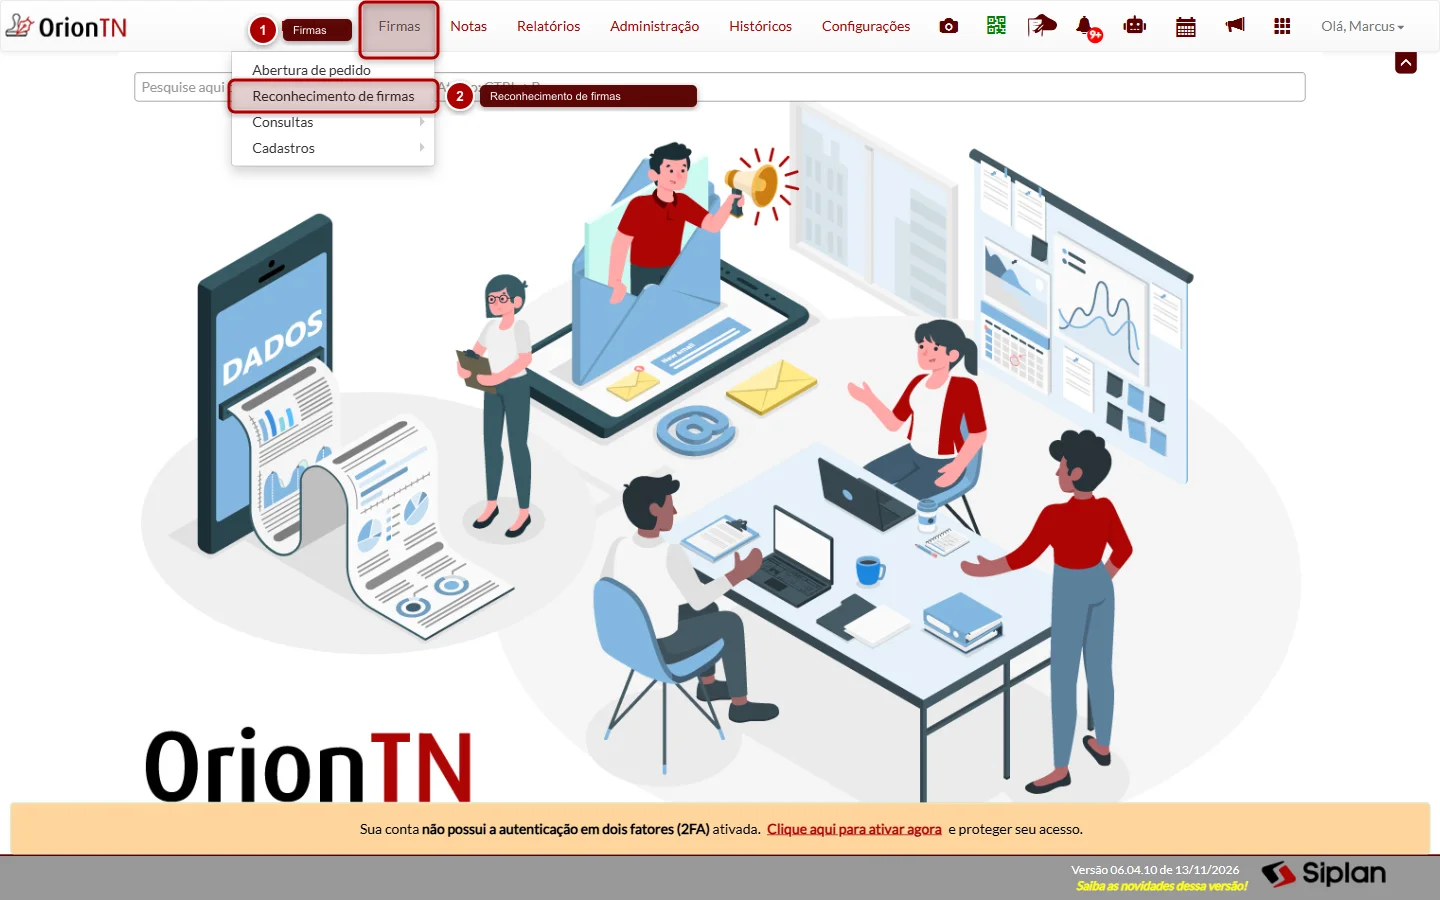 OrionTN
1
Firmas
Firmas
Notas
Relatórios
Administração
Históricos
Configurações
9+
Olá, Marcus
Abertura de pedido
Pesquise aqui
Reconhecimento de firmas
2
Reconhecimento de firmas
Consultas
Cadastros
DADOS
New email
@
OrionTN
Sua conta não possui a autenticação em dois fatores (2FA) ativada. Clique aqui para ativar agora e proteger seu acesso.
Versão 06.04.10 de 13/11/2026
Saiba as novidades dessa versão!
Siplan